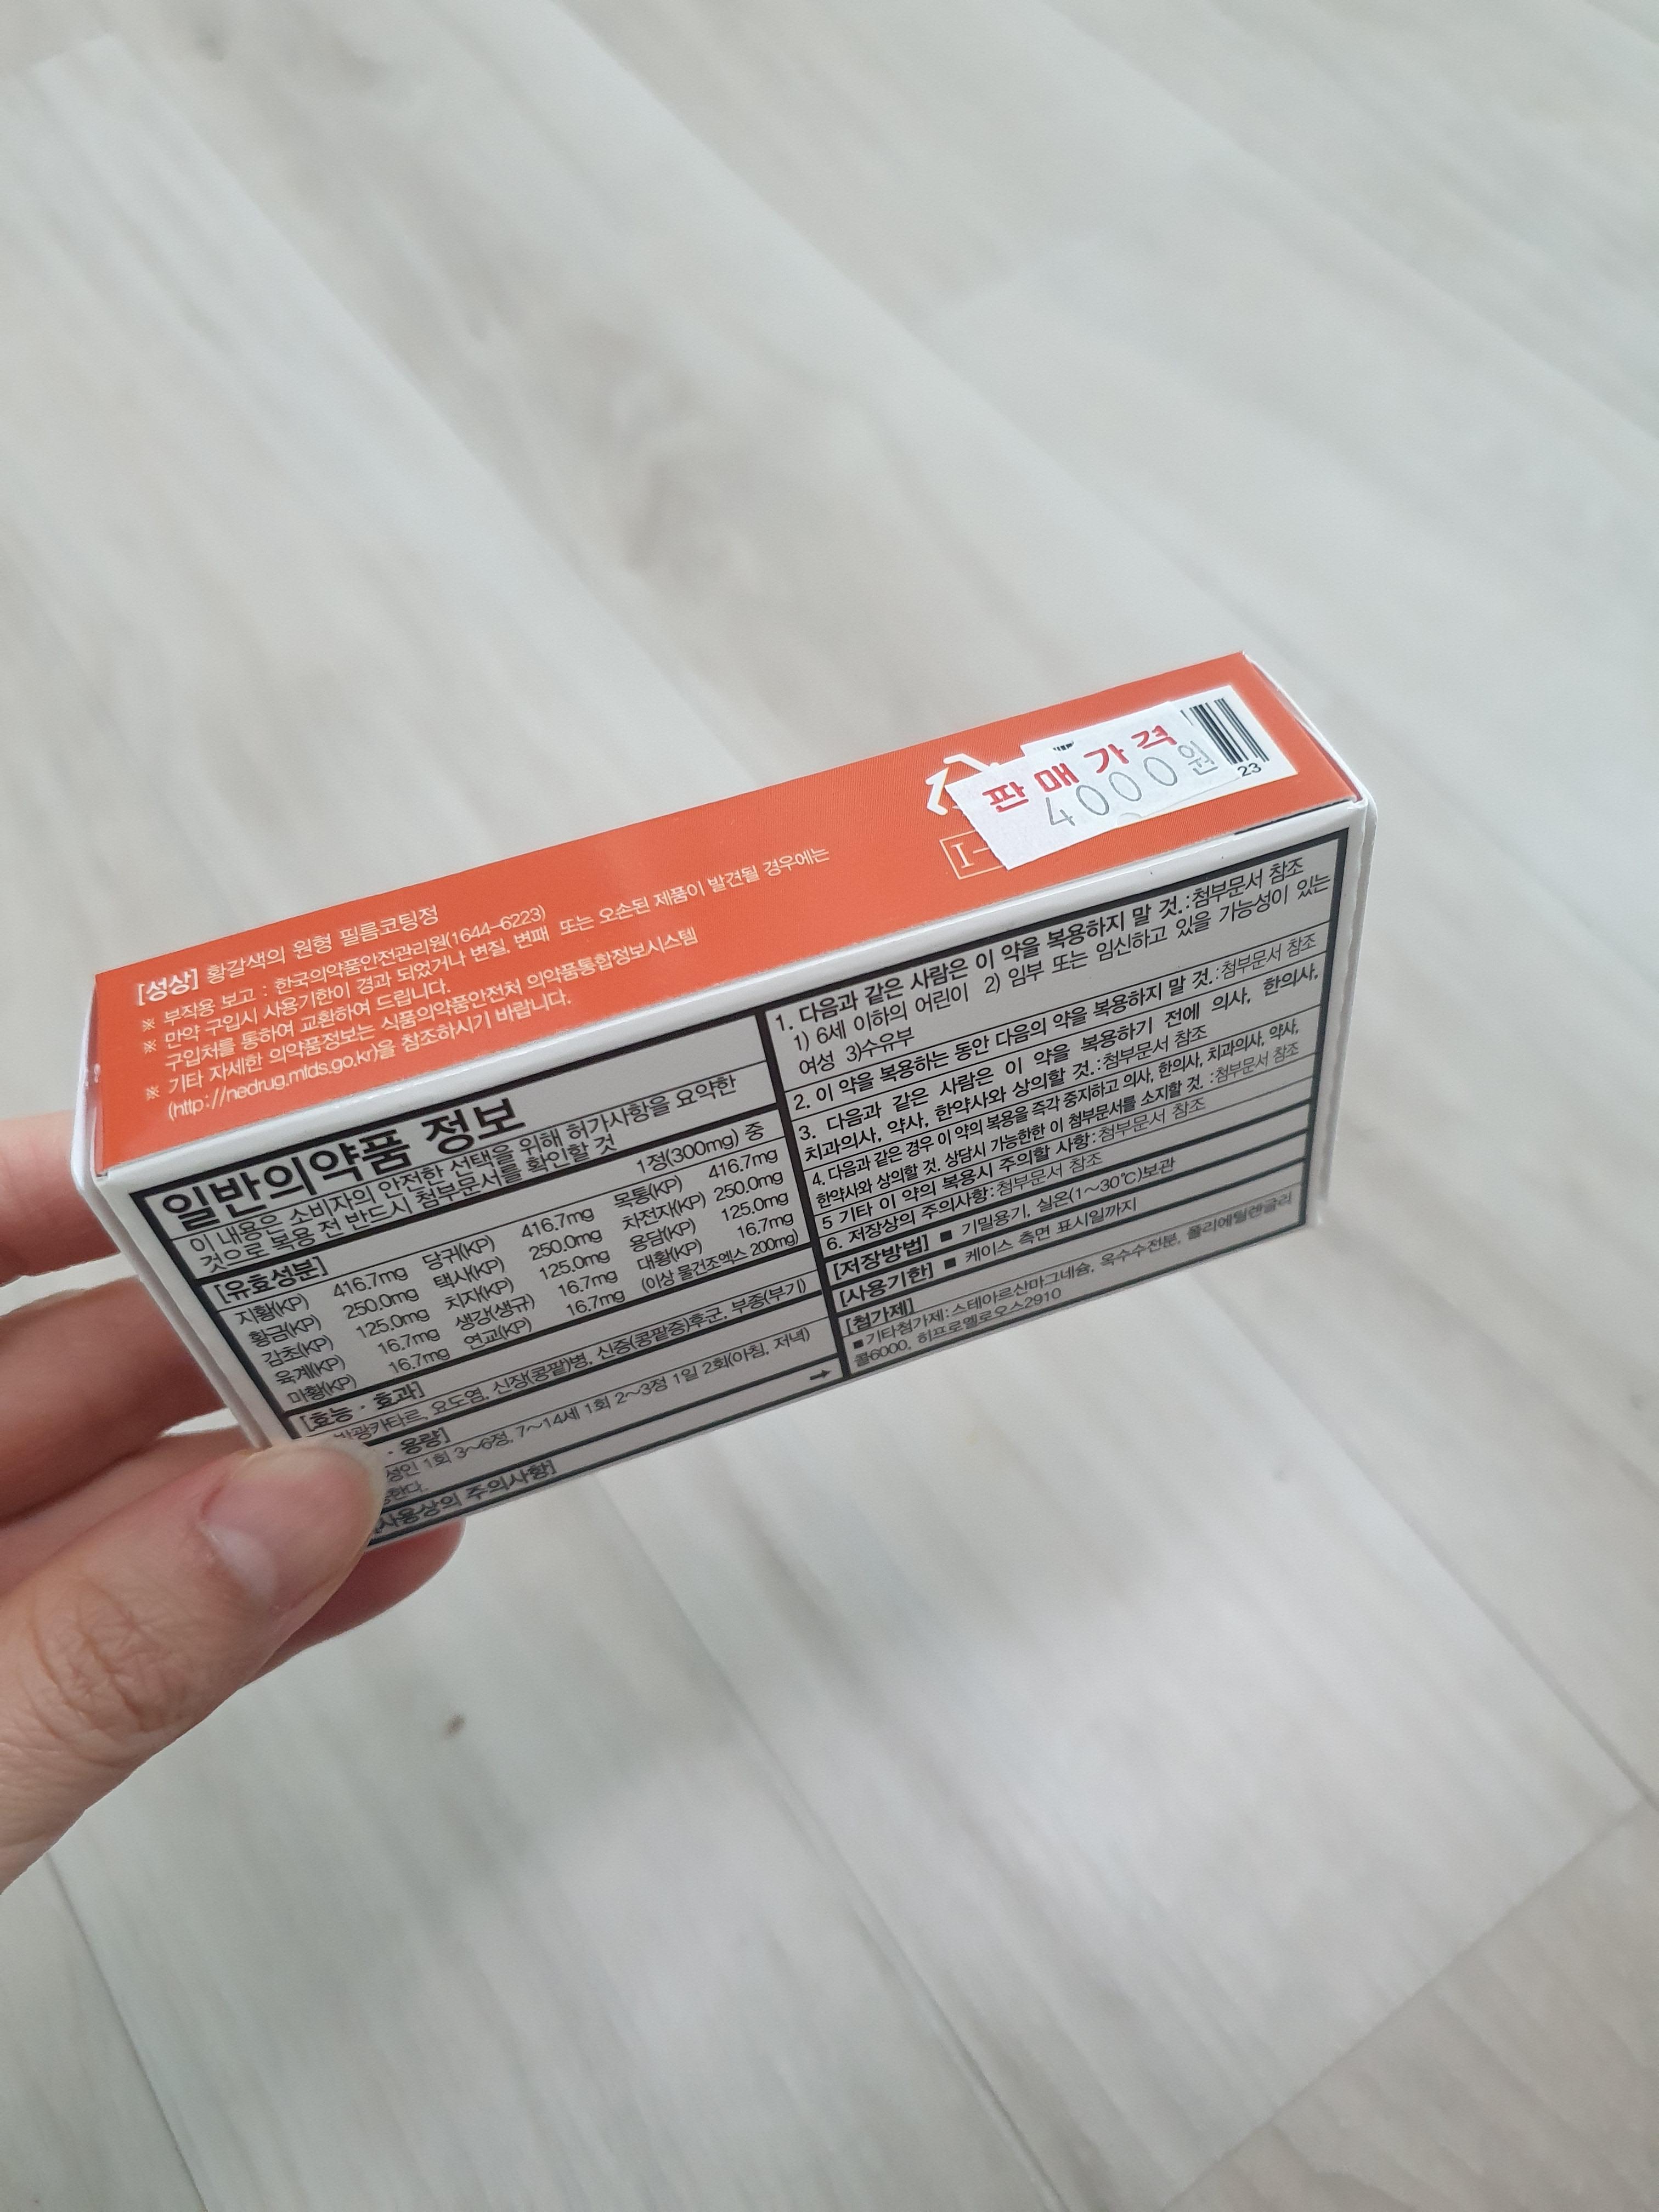 판매가격
4000원
23
[성상] 황갈색의 원형 필름코팅정
※ 부작용 보고 : 한국의약품안전관리원(1644-6223)
※ 만약 구입시 사용기한이 경과 되었거나 변질, 변패 또는 오손된 제품이 발견될 경우에는
구입처를 통하여 교환하여 드립니다.
※ 기타 자세한 의약품정보는 식품의약품안전처 의약품통합정보시스템
(http://nedrug.mfds.go.kr)을 참조하시기 바랍니다.
일반의약품 정보
이 내용은 소비자의 안전한 선택을 위해 허가사항을 요약한
것으로 복용 전 반드시 첨부문서를 확인할 것
[유효성분] 1정(300mg) 중
지황(KP) 416.7mg 당귀(KP) 416.7mg 목통(KP) 416.7mg
황금(KP) 250.0mg 택사(KP) 250.0mg 차전자(KP) 250.0mg
감초(KP) 125.0mg 치자(KP) 125.0mg 용담(KP) 125.0mg
육계(KP) 16.7mg 생강(생규) 16.7mg 대황(KP) 16.7mg
마황(KP) 16.7mg 연교(KP) 16.7mg (이상 물건조엑스 200mg)
[효능 · 효과]
방광카타르, 요도염, 신장(콩팥)병, 신증(콩팥증)후군, 부종(부기)
· 용량]
성인 1회 3~6정, 7~14세 1회 2~3정 1일 2회(아침, 저녁)
한다.
[사용상의 주의사항] →
1. 다음과 같은 사람은 이 약을 복용하지 말 것.:첨부문서 참조
1) 6세 이하의 어린이 2) 임부 또는 임신하고 있을 가능성이 있는
여성 3)수유부
2. 이 약을 복용하는 동안 다음의 약을 복용하지 말 것.:첨부문서 참조
3. 다음과 같은 사람은 이 약을 복용하기 전에 의사, 한의사,
치과의사, 약사, 한약사와 상의할 것.:첨부문서 참조
4. 다음과 같은 경우 이 약의 복용을 즉각 중지하고 의사, 한의사, 치과의사, 약사,
한약사와 상의할 것. 상담시 가능한한 이 첨부문서를 소지할 것. :첨부문서 참조
5 기타 이 약의 복용시 주의할 사항:첨부문서 참조
6. 저장상의 주의사항:첨부문서 참조
[저장방법] ■ 기밀용기, 실온(1~30℃)보관
[사용기한] ■ 케이스 측면 표시일까지
[첨가제]
■ 기타첨가제:스테아르산마그네슘, 옥수수전분, 폴리에틸렌글리
콜6000, 히프로멜로오스2910